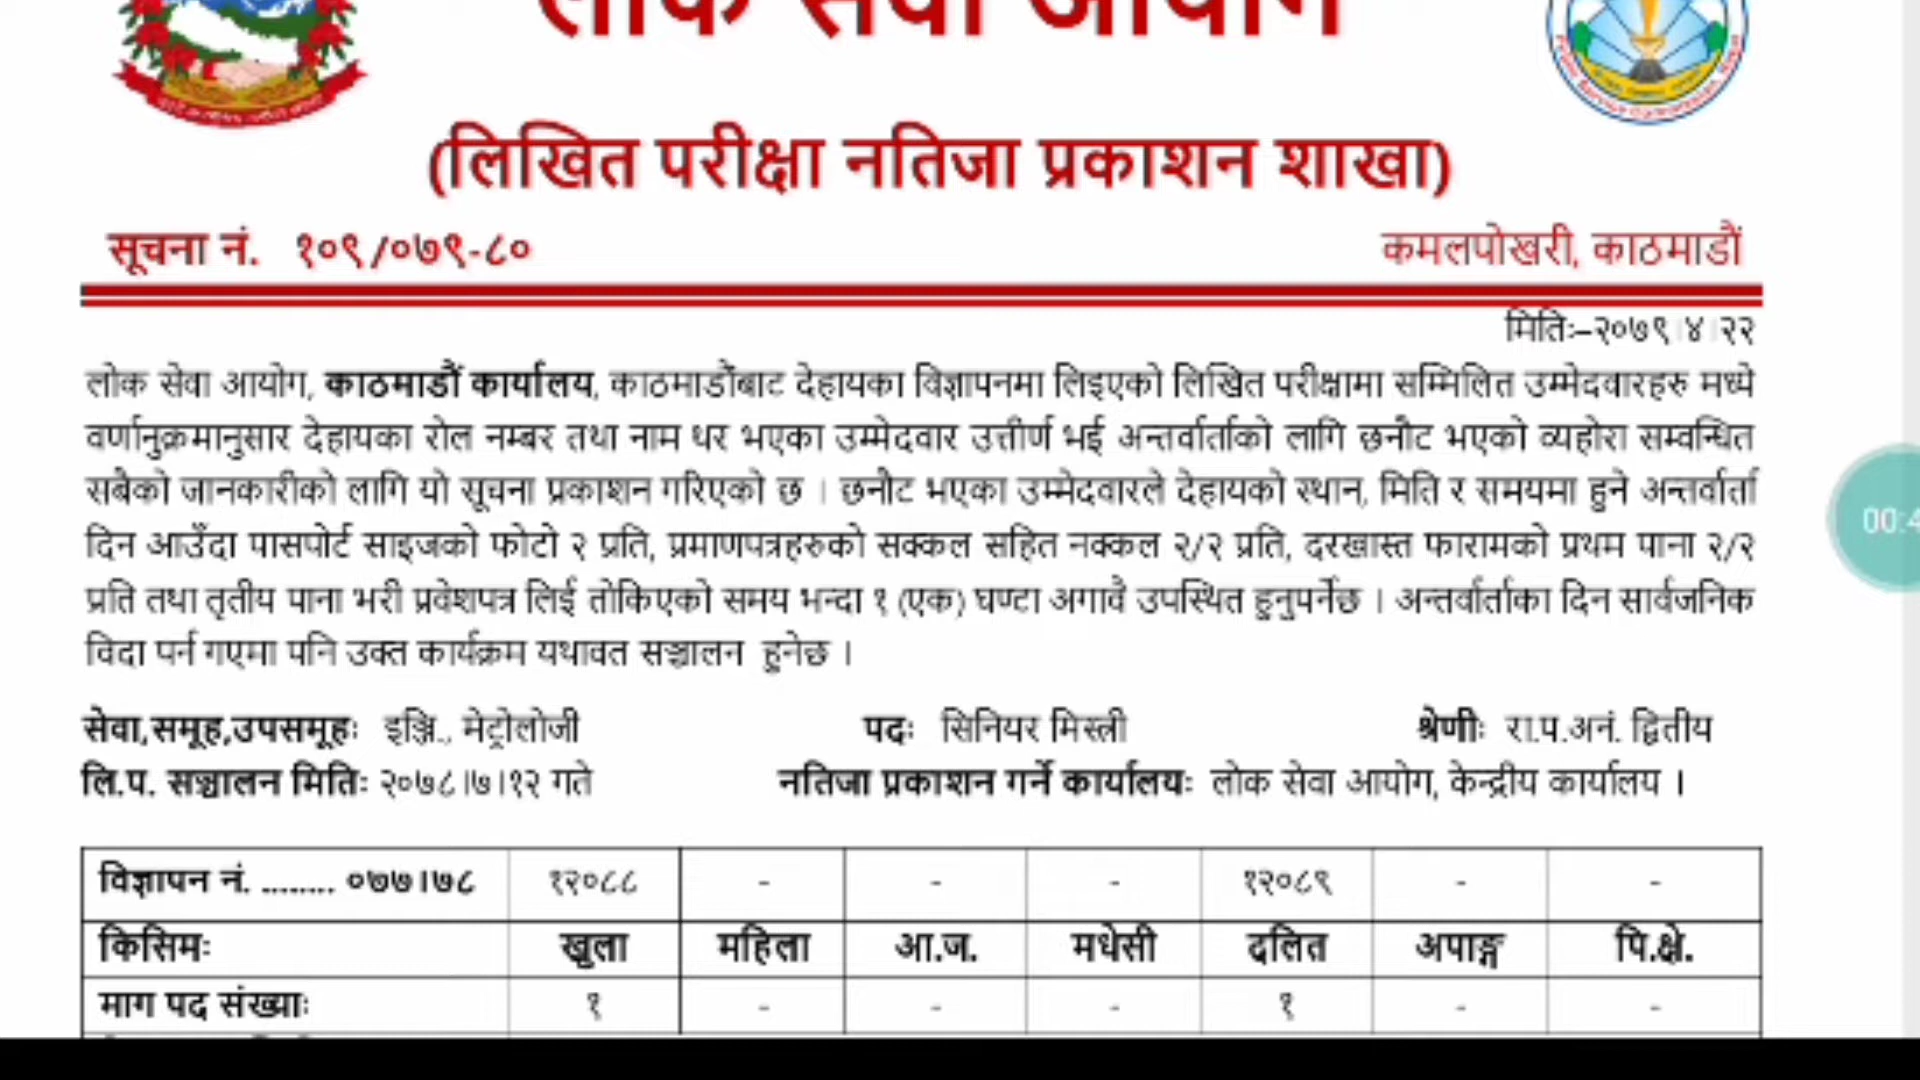 लोक सेवा आयोग
(लिखित परीक्षा नतिजा प्रकाशन शाखा)
सूचना नं. १०९/०७९-८० कमलपोखरी, काठमाडौं
मितिः–२०७९।४।२२
लोक सेवा आयोग, काठमाडौं कार्यालय, काठमाडौंबाट देहायका विज्ञापनमा लिइएको लिखित परीक्षामा सम्मिलित उम्मेदवारहरु मध्ये
वर्णानुक्रमानुसार देहायका रोल नम्बर तथा नाम थर भएका उम्मेदवार उत्तीर्ण भई अन्तर्वार्ताको लागि छनौट भएको व्यहोरा सम्वन्धित
सबैको जानकारीको लागि यो सूचना प्रकाशन गरिएको छ । छनौट भएका उम्मेदवारले देहायको स्थान, मिति र समयमा हुने अन्तर्वार्ता
दिन आउँदा पासपोर्ट साइजको फोटो २ प्रति, प्रमाणपत्रहरुको सक्कल सहित नक्कल २/२ प्रति, दरखास्त फारामको प्रथम पाना २/२
प्रति तथा तृतीय पाना भरी प्रवेशपत्र लिई तोकिएको समय भन्दा १ (एक) घण्टा अगावै उपस्थित हुनुपर्नेछ । अन्तर्वार्ताका दिन सार्वजनिक
विदा पर्न गएमा पनि उक्त कार्यक्रम यथावत सञ्चालन हुनेछ ।
सेवा,समूह,उपसमूहः इञ्जि., मेट्रोलोजी पदः सिनियर मिस्त्री श्रेणीः रा.प.अनं. द्वितीय
लि.प. सञ्चालन मितिः २०७८।७।१२ गते नतिजा प्रकाशन गर्ने कार्यालयः लोक सेवा आयोग, केन्द्रीय कार्यालय ।
विज्ञापन नं. ........ ०७७।७८ १२०८८ - - - १२०८९ - -
किसिमः खुला महिला आ.ज. मधेसी दलित अपाङ्ग पि.क्षे.
माग पद संख्याः १ - - - १ - -
00:4